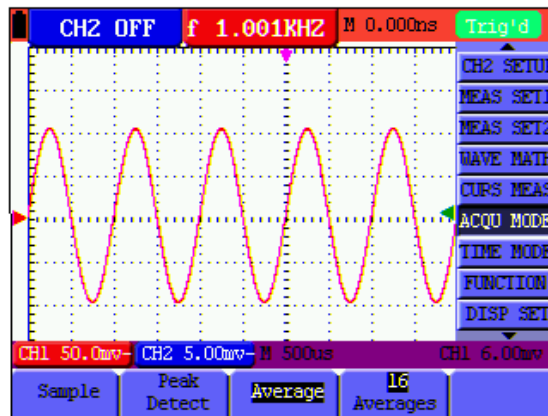 CH2 OFF f 1.001KHZ M 0.000ns Trig'd
CH2 SETUP
MEAS SET1
MEAS SET2
WAVE MATH
CURS MEAS
ACQU MODE
TIME MODE
FUNCTION
DISP SET
CH1 50.0mv- CH2 5.00mv- M 500us CH1 6.00mv
Sample Peak Detect Average 16 Averages